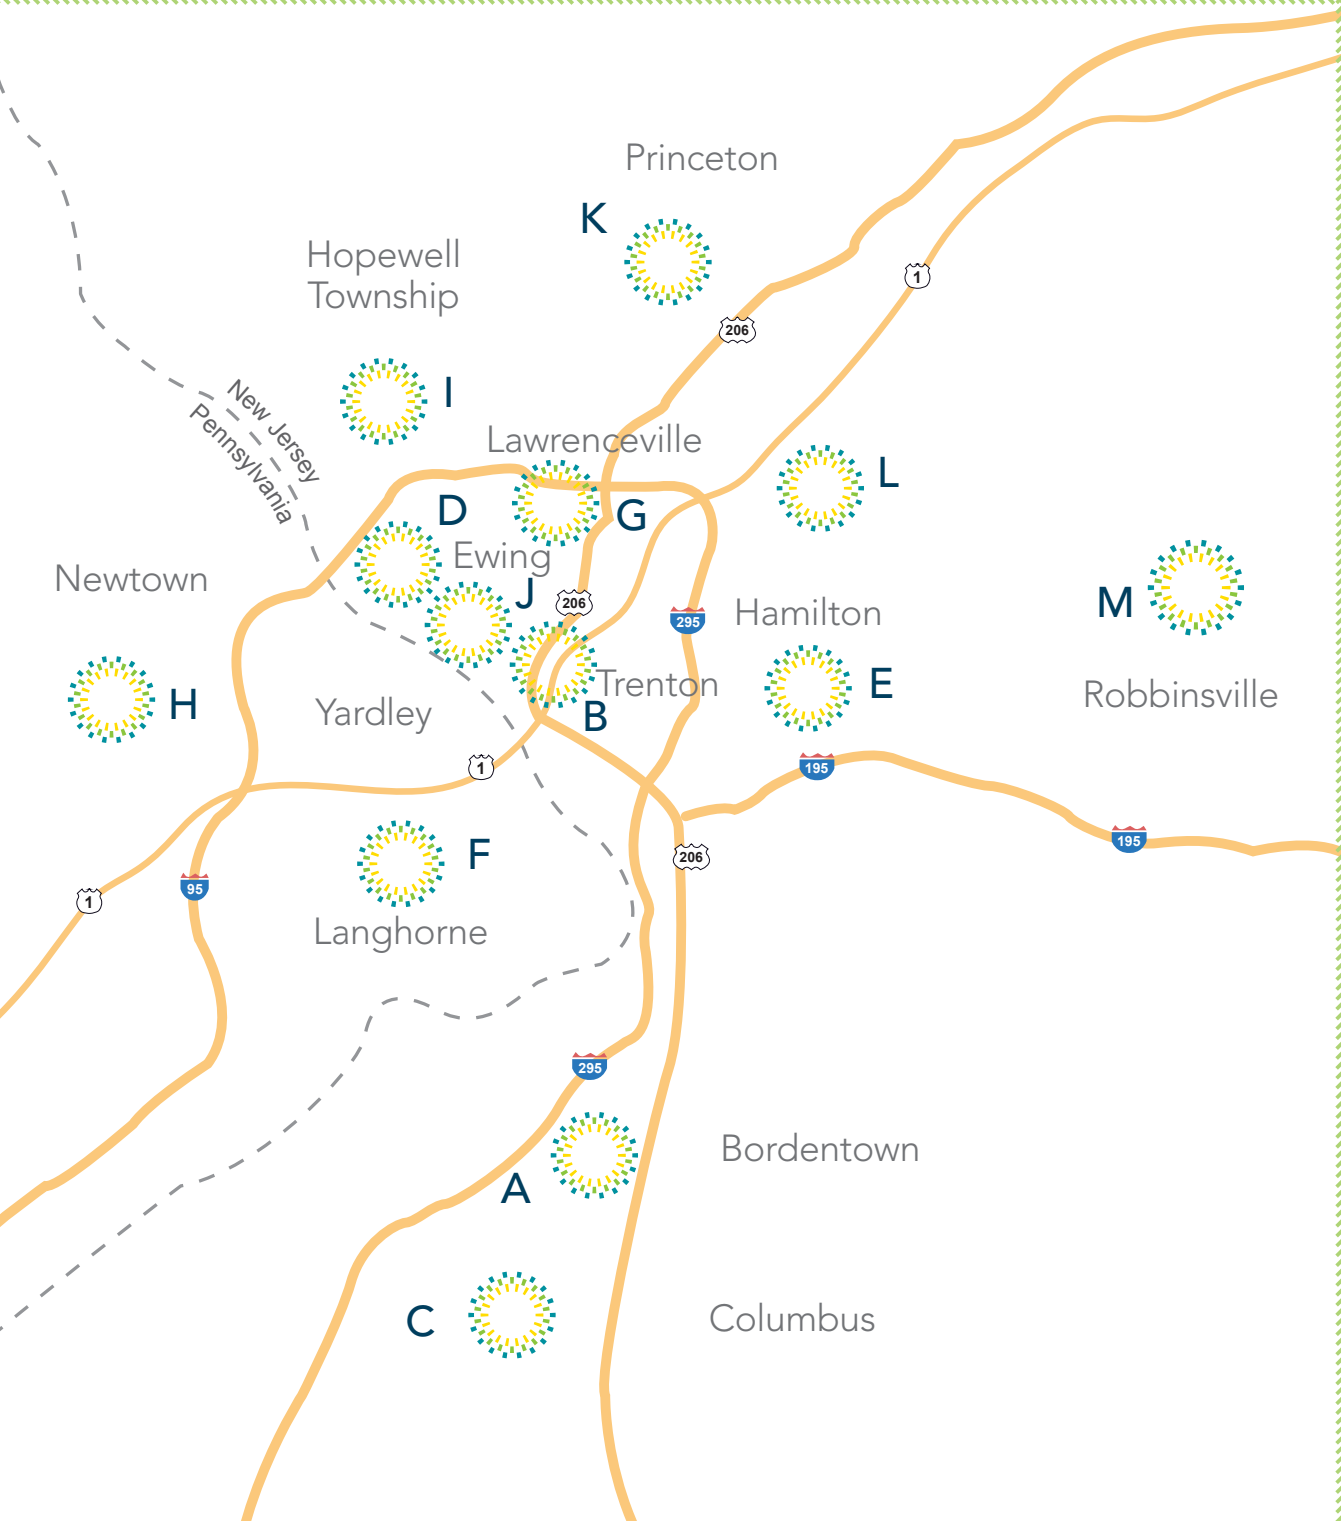 Princeton
K
Hopewell
Township
1
206
New Jersey
Pennsylvania
I
Lawrenceville
L
D
G
Ewing
Newtown
J
206
295
Hamilton
M
H
Yardley
Trenton
E
Robbinsville
B
1
195
195
F
206
95
1
Langhorne
295
Bordentown
A
C
Columbus